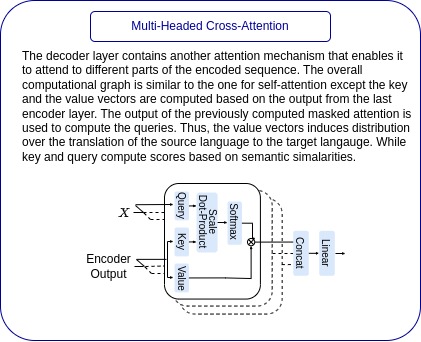 Multi-Headed Cross-Attention
The decoder layer contains another attention mechanism that enables it
to attend to different parts of the encoded sequence. The overall
computational graph is similar to the one for self-attention except the key
and the value vectors are computed based on the output from the last
encoder layer. The output of the previously computed masked attention is
used to compute the queries. Thus, the value vectors induces distribution
over the translation of the source language to the target langauge. While
key and query compute scores based on semantic simalarities.
x
Encoder
Output
Query
Key
Value
Scale
Dot-Product
Softmax
Concat
Linear